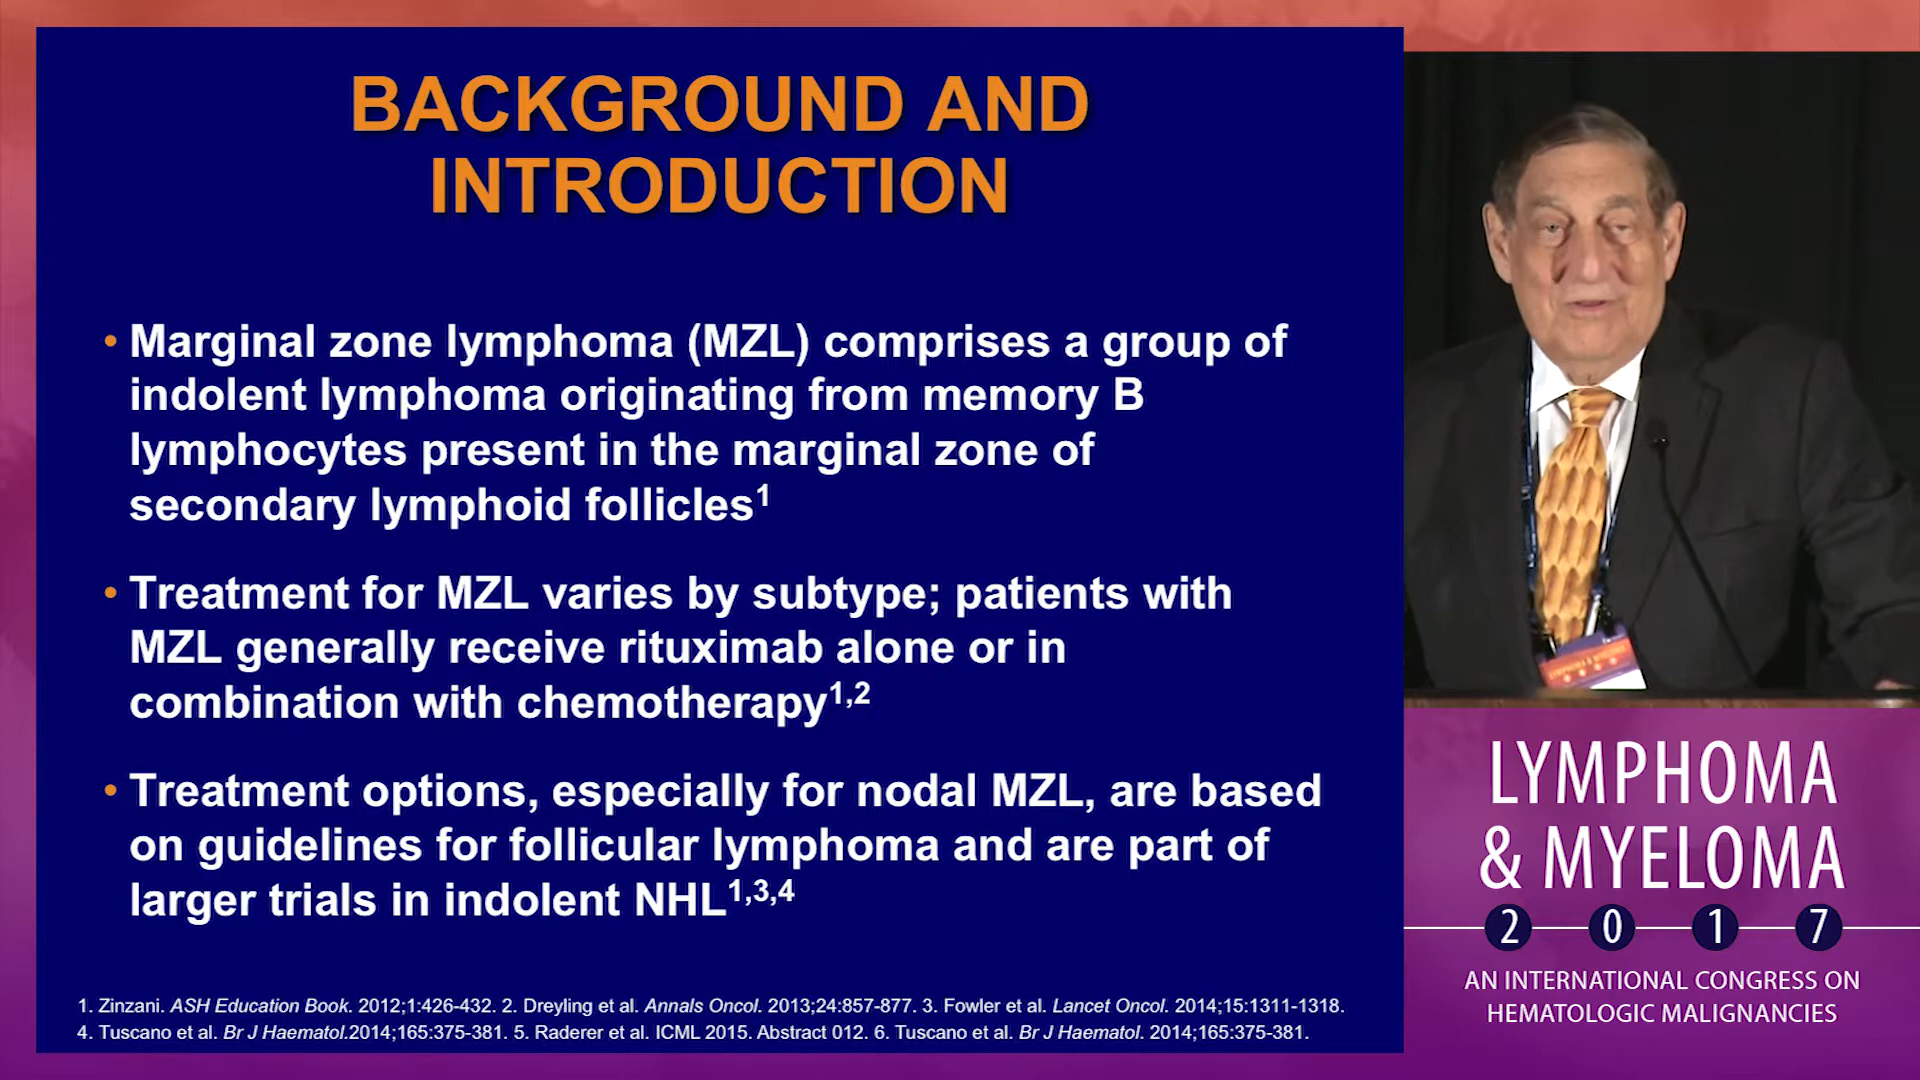 BACKGROUND AND
INTRODUCTION
• Marginal zone lymphoma (MZL) comprises a group of
indolent lymphoma originating from memory B
lymphocytes present in the marginal zone of
secondary lymphoid follicles¹
• Treatment for MZL varies by subtype; patients with
MZL generally receive rituximab alone or in
combination with chemotherapy¹,²
• Treatment options, especially for nodal MZL, are based
on guidelines for follicular lymphoma and are part of
larger trials in indolent NHL¹,³,⁴
1. Zinzani. ASH Education Book. 2012;1:426-432. 2. Dreyling et al. Annals Oncol. 2013;24:857-877. 3. Fowler et al. Lancet Oncol. 2014;15:1311-1318.
4. Tuscano et al. Br J Haematol.2014;165:375-381. 5. Raderer et al. ICML 2015. Abstract 012. 6. Tuscano et al. Br J Haematol. 2014;165:375-381.
LYMPHOMA & MYELOMA
LYMPHOMA
& MYELOMA
2 0 1 7
AN INTERNATIONAL CONGRESS ON
HEMATOLOGIC MALIGNANCIES